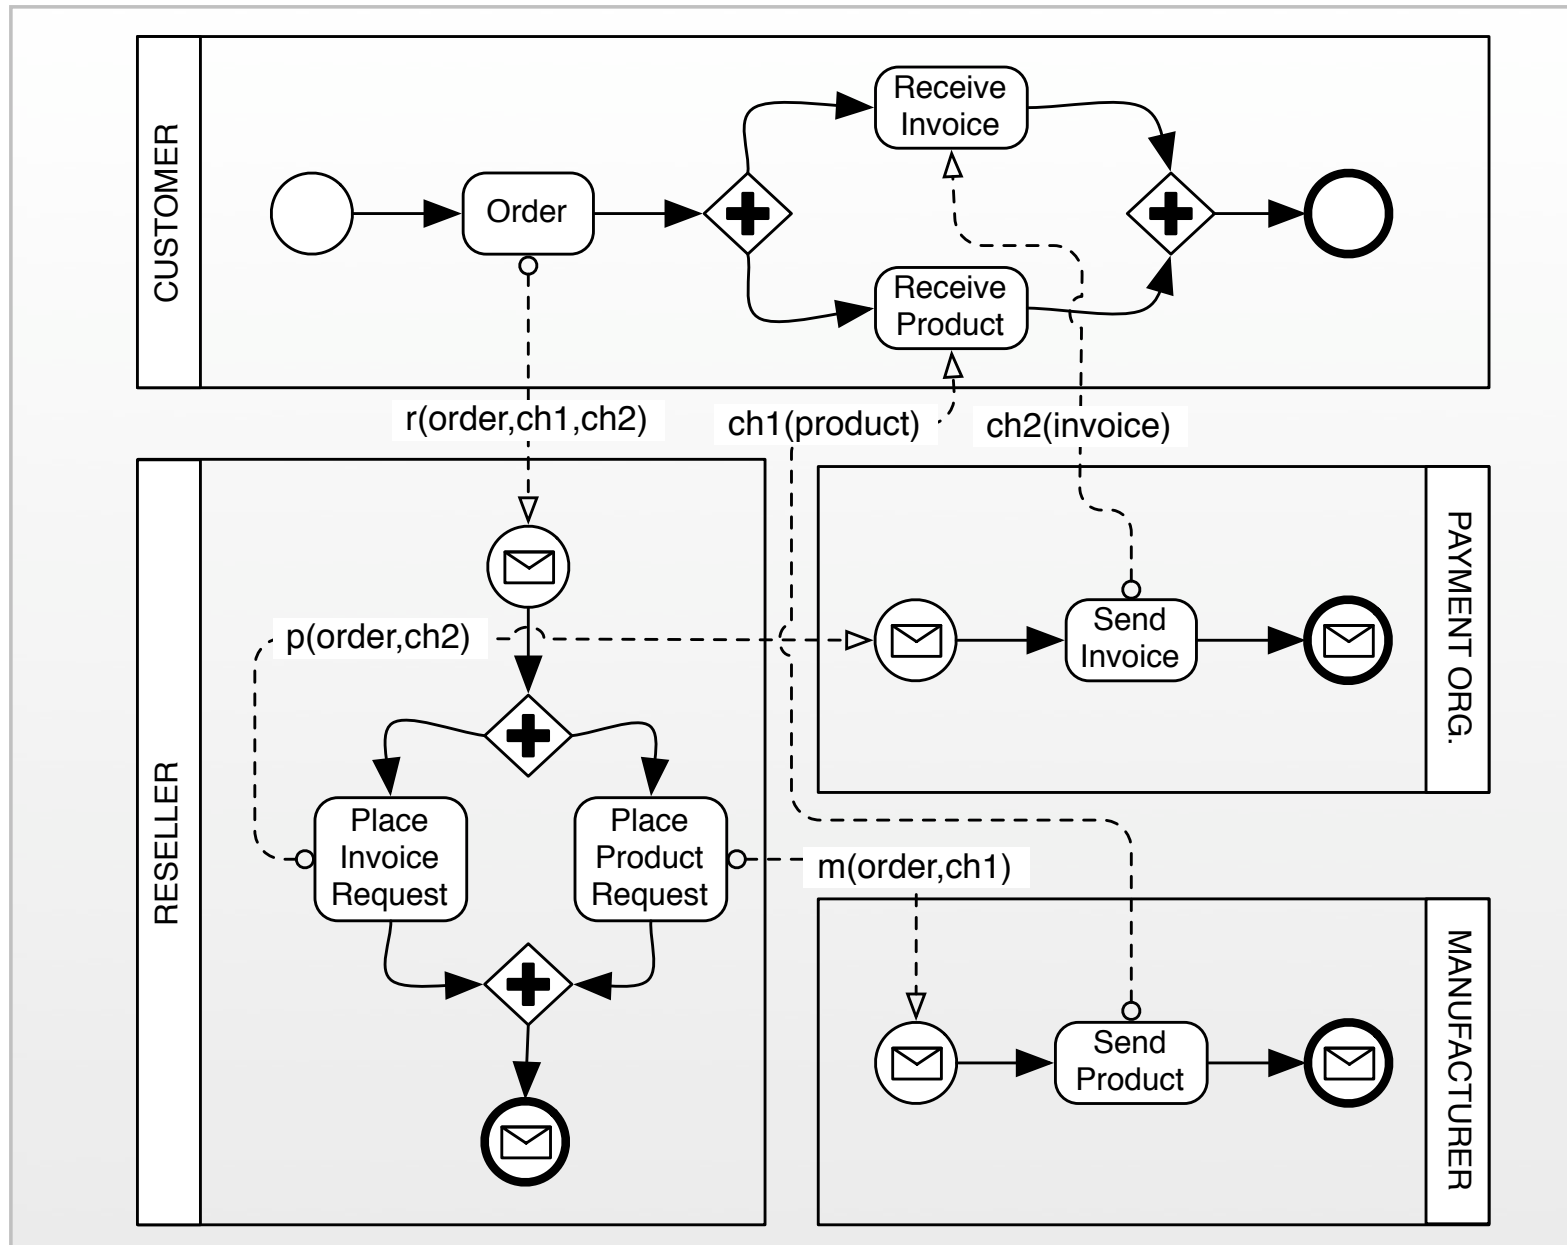 CUSTOMER
Order
Receive
Invoice
Receive
Product
r(order,ch1,ch2)
ch1(product)
ch2(invoice)
RESELLER
p(order,ch2)
Place
Invoice
Request
Place
Product
Request
PAYMENT ORG.
Send
Invoice
m(order,ch1)
MANUFACTURER
Send
Product